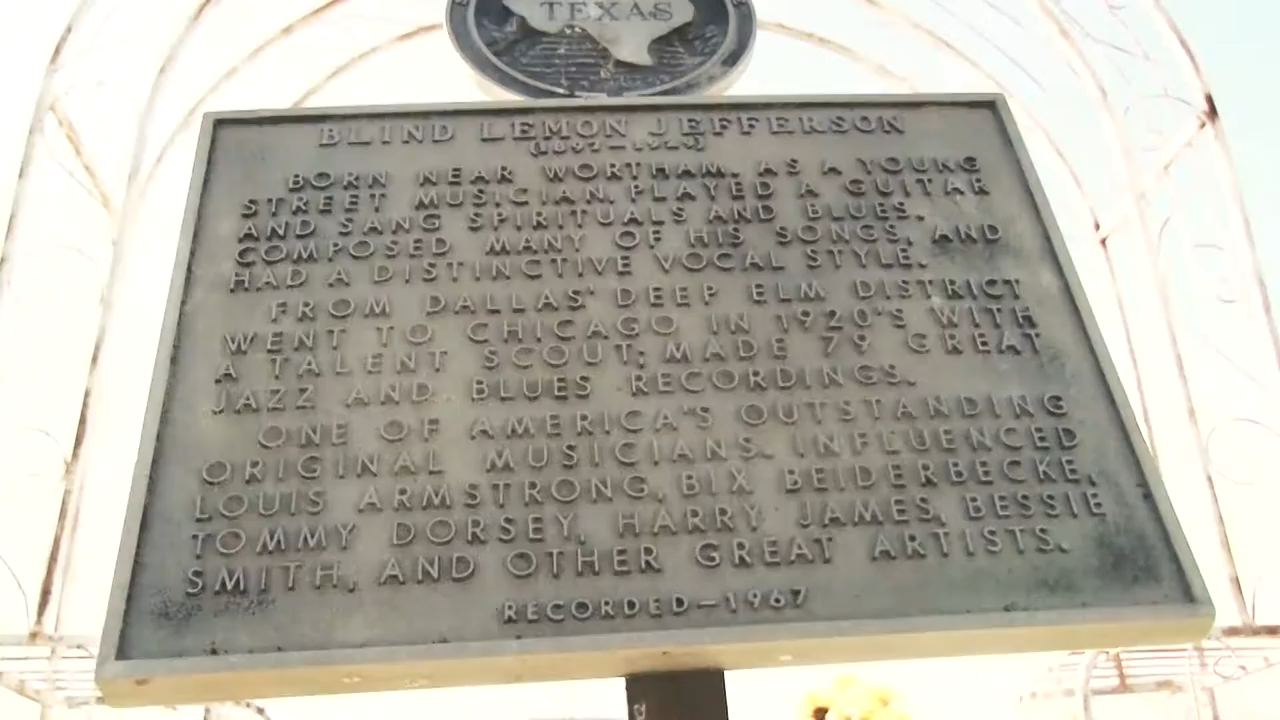 TEXAS
BLIND LEMON JEFFERSON
(1897–1929)
BORN NEAR WORTHAM. AS A YOUNG
STREET MUSICIAN, PLAYED A GUITAR
AND SANG SPIRITUALS AND BLUES.
COMPOSED MANY OF HIS SONGS, AND
HAD A DISTINCTIVE VOCAL STYLE.
FROM DALLAS' DEEP ELM DISTRICT
WENT TO CHICAGO IN 1920'S WITH
A TALENT SCOUT; MADE 79 GREAT
JAZZ AND BLUES RECORDINGS.
ONE OF AMERICA'S OUTSTANDING
ORIGINAL MUSICIANS. INFLUENCED
LOUIS ARMSTRONG, BIX BEIDERBECKE,
TOMMY DORSEY, HARRY JAMES, BESSIE
SMITH, AND OTHER GREAT ARTISTS.
RECORDED—1967